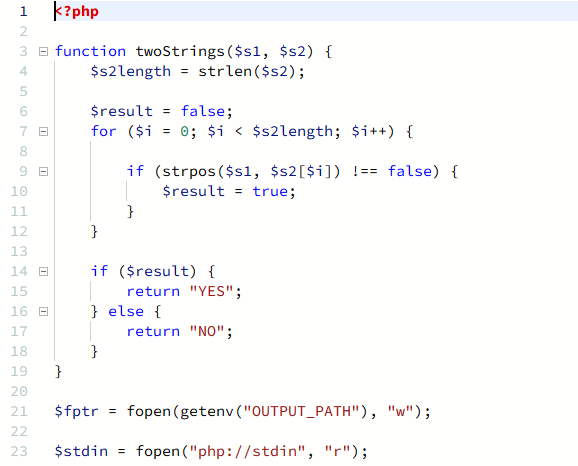 1 <?php
2
3 function twoStrings($s1, $s2) {
4     $s2length = strlen($s2);
5
6     $result = false;
7     for ($i = 0; $i < $s2length; $i++) {
8
9         if (strpos($s1, $s2[$i]) !== false) {
10             $result = true;
11         }
12     }
13
14     if ($result) {
15         return "YES";
16     } else {
17         return "NO";
18     }
19 }
20
21 $fptr = fopen(getenv("OUTPUT_PATH"), "w");
22
23 $stdin = fopen("php://stdin", "r");